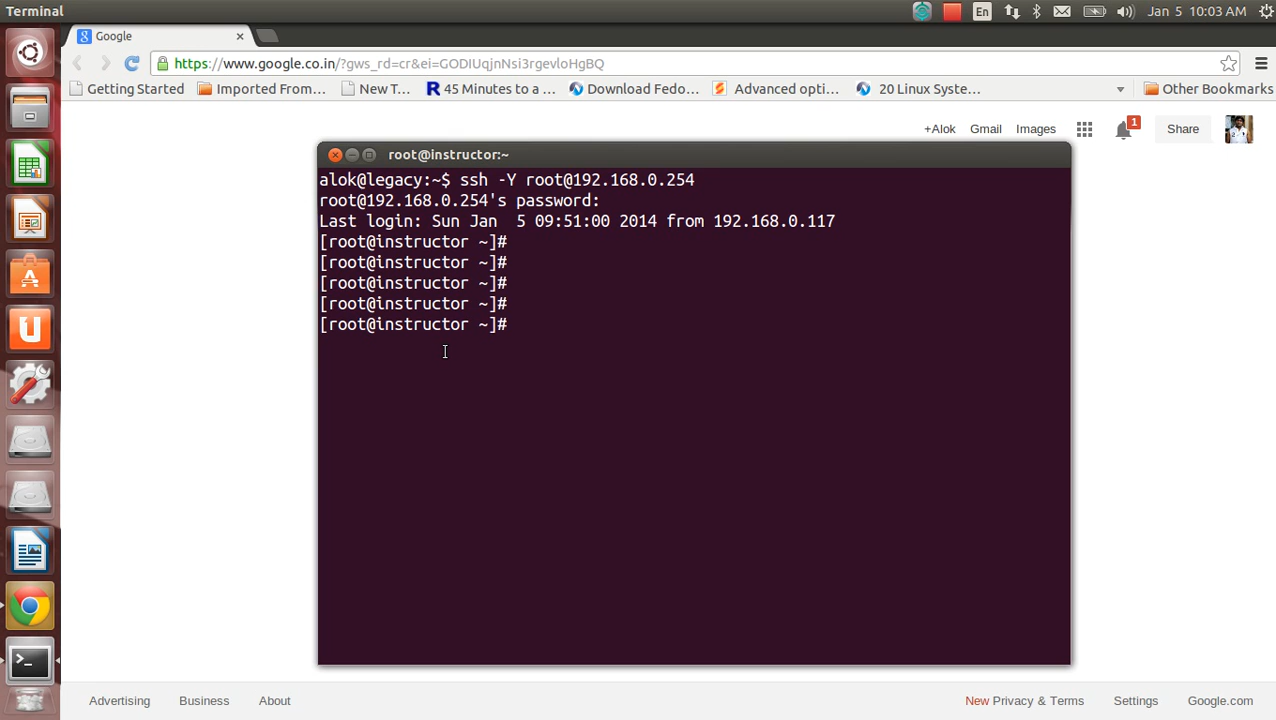 Terminal
En
Jan 5 10:03 AM
Google
https://www.google.co.in/?gws_rd=cr&ei=GODIUqjnNsi3rgevloHgBQ
Getting Started
Imported From...
New T...
R 45 Minutes to a ...
Download Fedo...
Advanced opti...
20 Linux Syste...
Other Bookmarks
+Alok
Gmail
Images
1
Share
root@instructor:~
alok@legacy:~$ ssh -Y root@192.168.0.254
root@192.168.0.254's password:
Last login: Sun Jan  5 09:51:00 2014 from 192.168.0.117
[root@instructor ~]#
[root@instructor ~]#
[root@instructor ~]#
[root@instructor ~]#
[root@instructor ~]#
Advertising
Business
About
New Privacy & Terms
Settings
Google.com